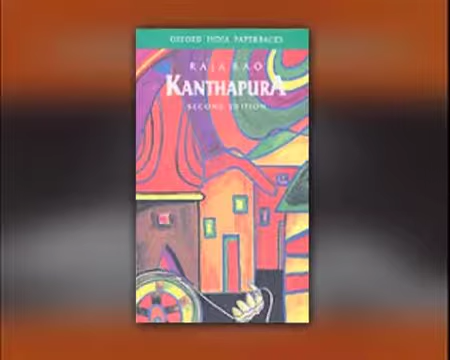 OXFORD INDIA PAPERBACKS
RAJA RAO
KANTHAPURA
SECOND EDITION